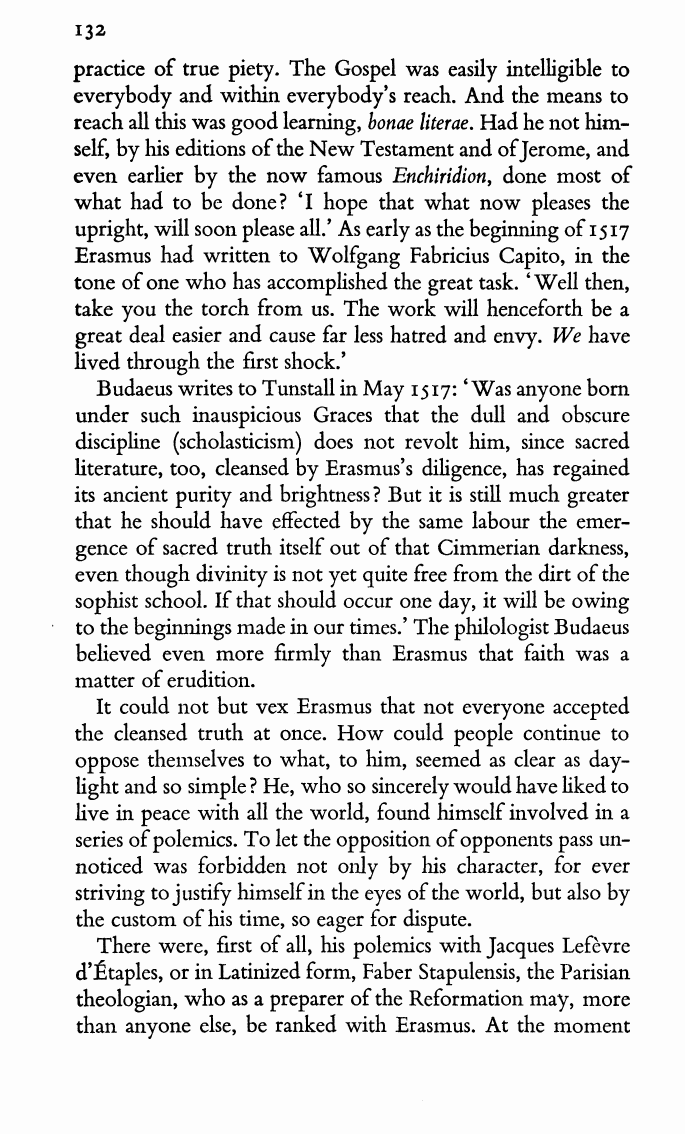 132
practice of true piety. The Gospel was easily intelligible to
everybody and within everybody's reach. And the means to
reach all this was good learning, bonae literae. Had he not him-
self, by his editions of the New Testament and of Jerome, and
even earlier by the now famous Enchiridion, done most of
what had to be done? 'I hope that what now pleases the
upright, will soon please all.' As early as the beginning of 1517
Erasmus had written to Wolfgang Fabricius Capito, in the
tone of one who has accomplished the great task. 'Well then,
take you the torch from us. The work will henceforth be a
great deal easier and cause far less hatred and envy. We have
lived through the first shock.'
Budaeus writes to Tunstall in May 1517: 'Was anyone born
under such inauspicious Graces that the dull and obscure
discipline (scholasticism) does not revolt him, since sacred
literature, too, cleansed by Erasmus's diligence, has regained
its ancient purity and brightness? But it is still much greater
that he should have effected by the same labour the emer-
gence of sacred truth itself out of that Cimmerian darkness,
even though divinity is not yet quite free from the dirt of the
sophist school. If that should occur one day, it will be owing
to the beginnings made in our times.' The philologist Budaeus
believed even more firmly than Erasmus that faith was a
matter of erudition.
It could not but vex Erasmus that not everyone accepted
the cleansed truth at once. How could people continue to
oppose themselves to what, to him, seemed as clear as day-
light and so simple? He, who so sincerely would have liked to
live in peace with all the world, found himself involved in a
series of polemics. To let the opposition of opponents pass un-
noticed was forbidden not only by his character, for ever
striving to justify himself in the eyes of the world, but also by
the custom of his time, so eager for dispute.
There were, first of all, his polemics with Jacques Lefèvre
d'Étaples, or in Latinized form, Faber Stapulensis, the Parisian
theologian, who as a preparer of the Reformation may, more
than anyone else, be ranked with Erasmus. At the moment